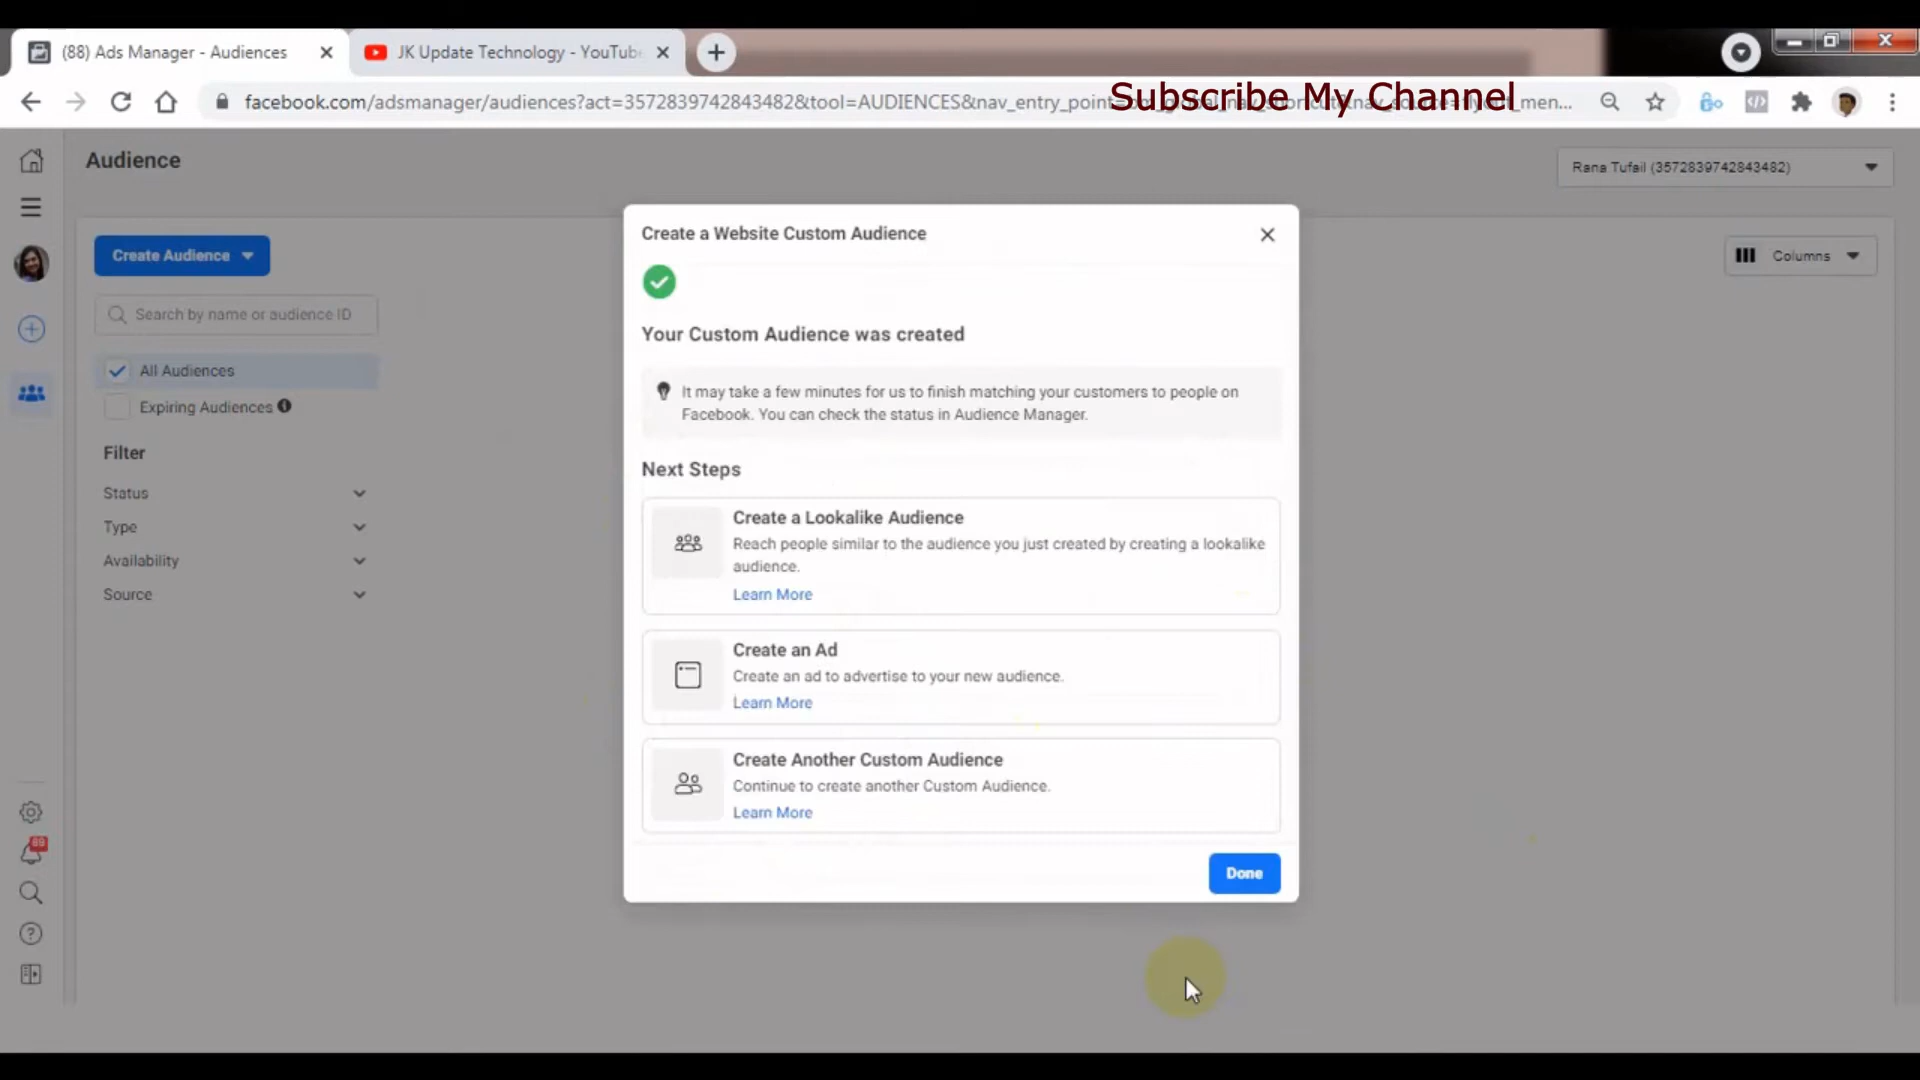 (88) Ads Manager - Audiences
JK Update Technology - YouTube
facebook.com/adsmanager/audiences?act=3572839742843482&tool=AUDIENCES&nav_entry_point=
Subscribe My Channel
Audience
Rana Tufail (3572839742843482)
Create Audience
Columns
Search by name or audience ID
All Audiences
Expiring Audiences
Filter
Status
Type
Availability
Source
89
Create a Website Custom Audience
Your Custom Audience was created
It may take a few minutes for us to finish matching your customers to people on
Facebook. You can check the status in Audience Manager.
Next Steps
Create a Lookalike Audience
Reach people similar to the audience you just created by creating a lookalike
audience.
Learn More
Create an Ad
Create an ad to advertise to your new audience.
Learn More
Create Another Custom Audience
Continue to create another Custom Audience.
Learn More
Done